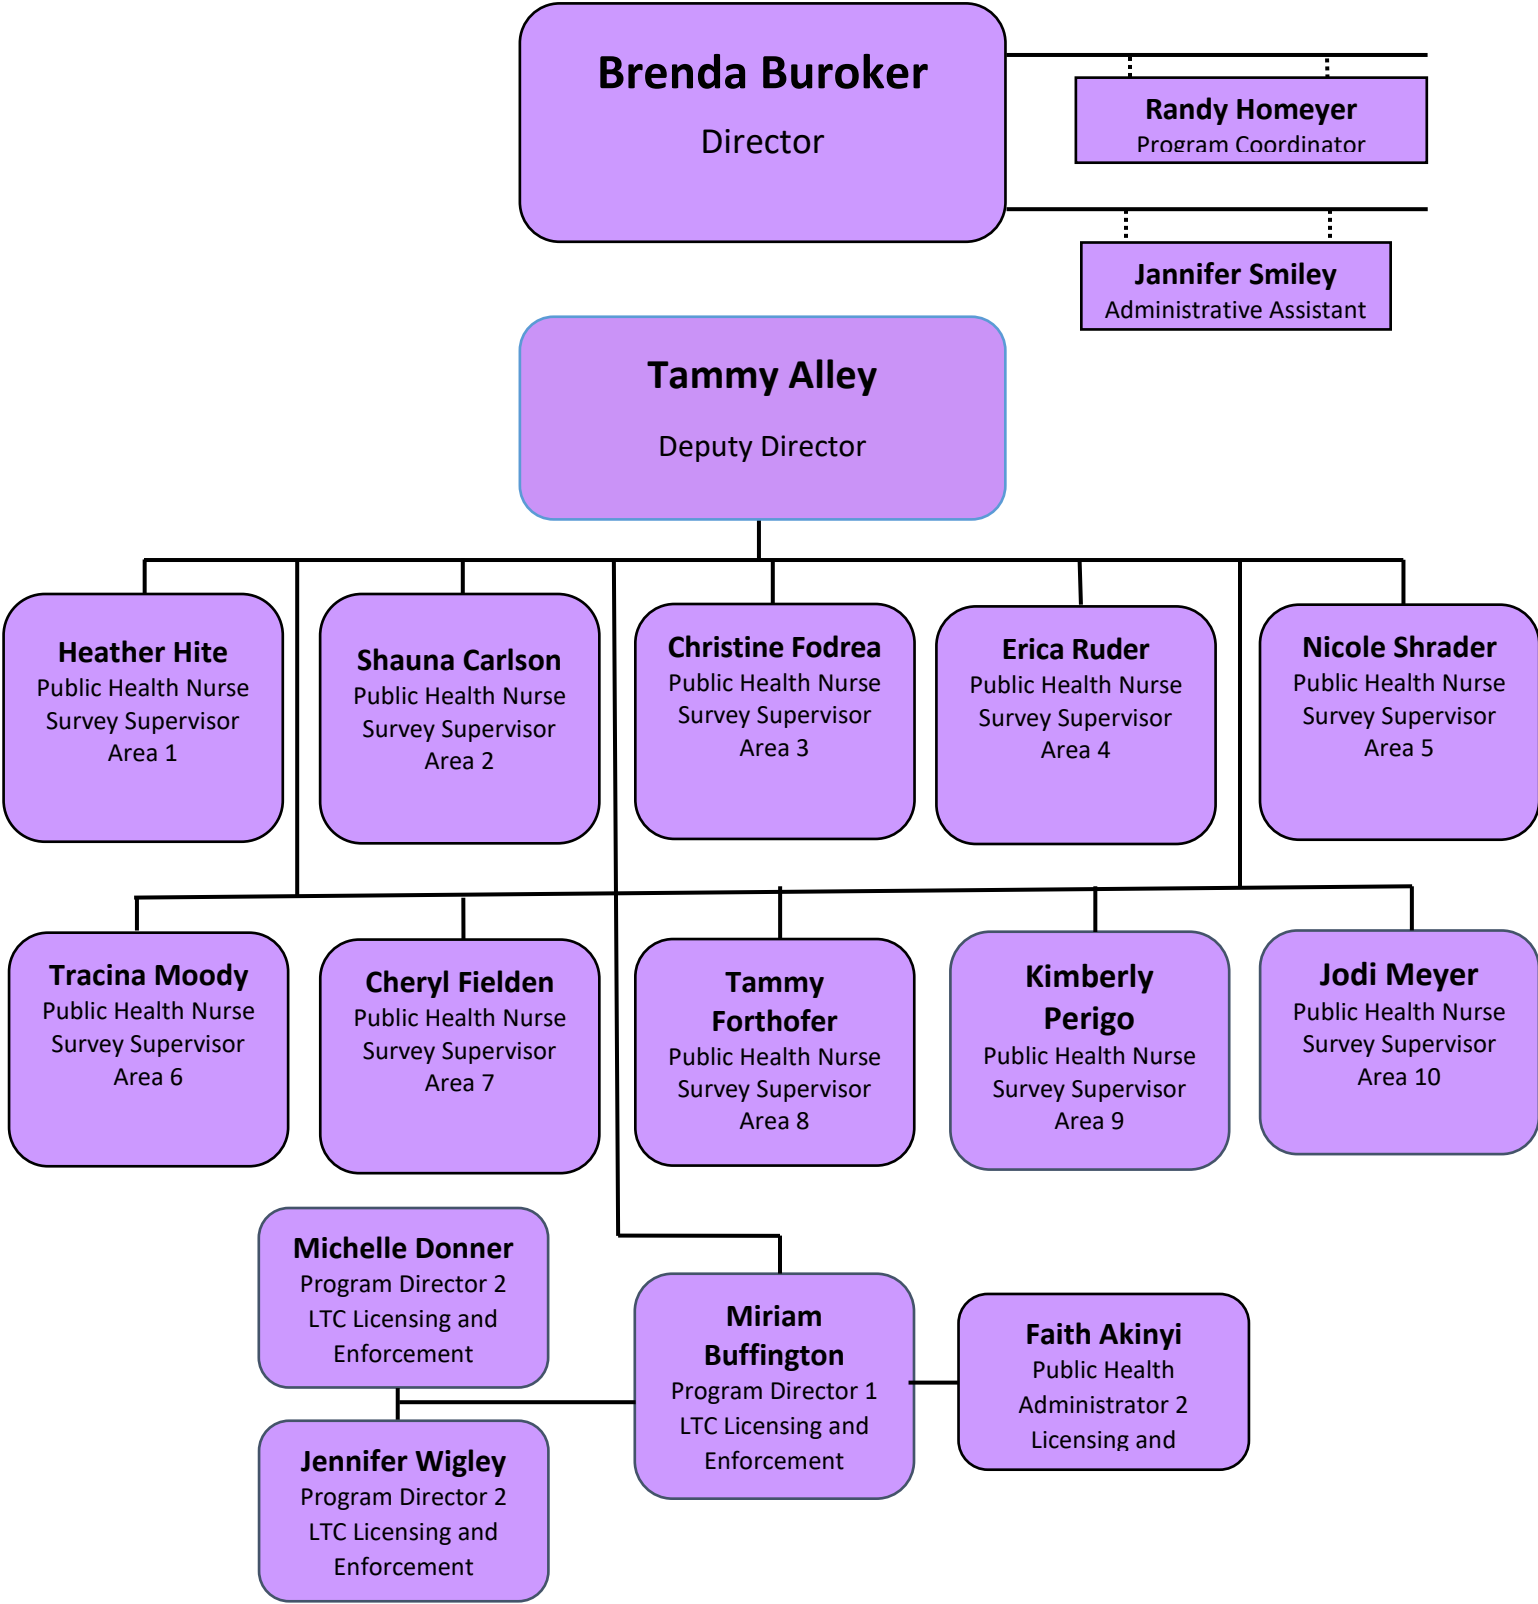 Brenda Buroker
Director
Randy Homeyer
Program Coordinator
Jannifer Smiley
Administrative Assistant
Tammy Alley
Deputy Director
Heather Hite
Public Health Nurse
Survey Supervisor
Area 1
Shauna Carlson
Public Health Nurse
Survey Supervisor
Area 2
Christine Fodrea
Public Health Nurse
Survey Supervisor
Area 3
Erica Ruder
Public Health Nurse
Survey Supervisor
Area 4
Nicole Shrader
Public Health Nurse
Survey Supervisor
Area 5
Tracina Moody
Public Health Nurse
Survey Supervisor
Area 6
Cheryl Fielden
Public Health Nurse
Survey Supervisor
Area 7
Tammy
Forthofer
Public Health Nurse
Survey Supervisor
Area 8
Kimberly
Perigo
Public Health Nurse
Survey Supervisor
Area 9
Jodi Meyer
Public Health Nurse
Survey Supervisor
Area 10
Michelle Donner
Program Director 2
LTC Licensing and
Enforcement
Miriam
Buffington
Program Director 1
LTC Licensing and
Enforcement
Faith Akinyi
Public Health
Administrator 2
Licensing and
Jennifer Wigley
Program Director 2
LTC Licensing and
Enforcement